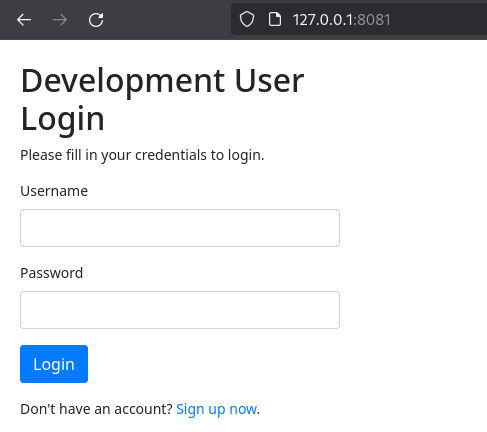 127.0.0.1:8081
Development User
Login
Please fill in your credentials to login.
Username
Password
Login
Don't have an account? Sign up now.